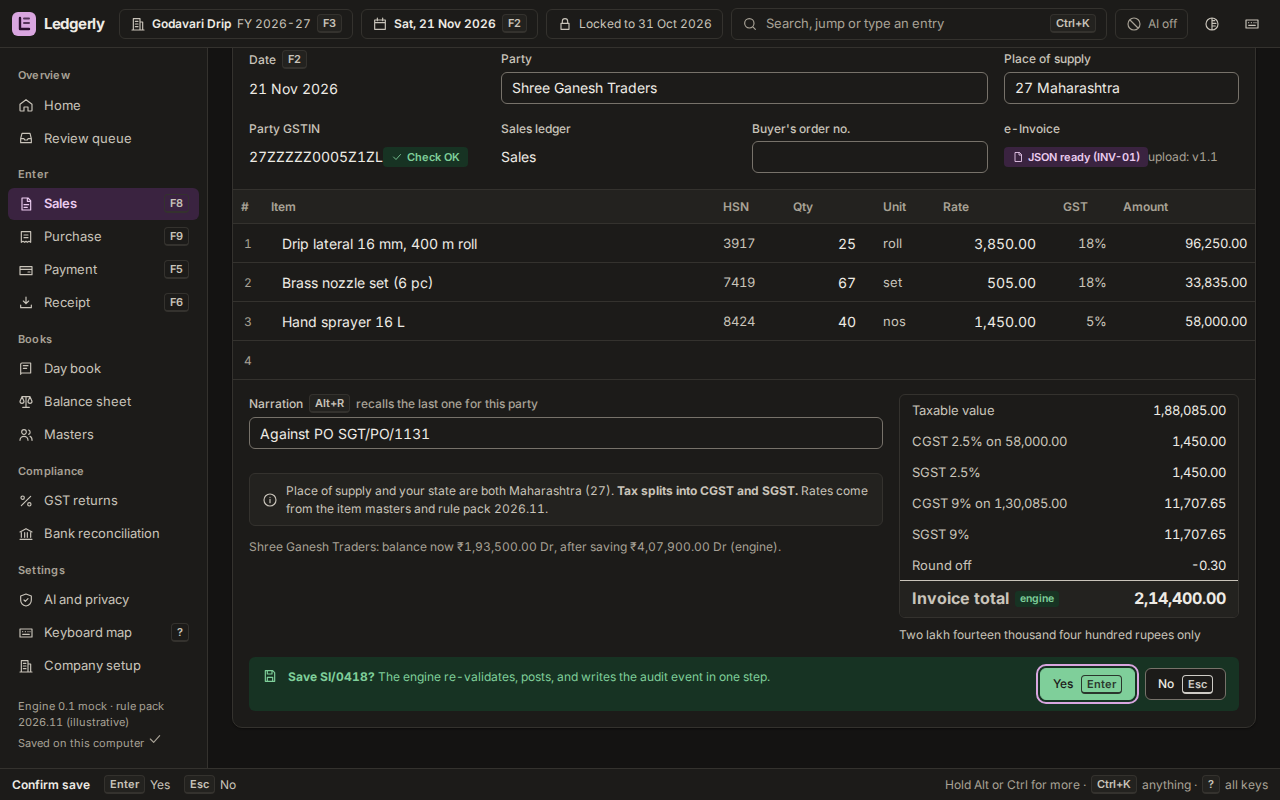 Ledgerly
Godavari Drip FY 2026-27 F3
Sat, 21 Nov 2026 F2
Locked to 31 Oct 2026
Search, jump or type an entry Ctrl+K
AI off
Overview
Home
Review queue
Enter
Sales F8
Purchase F9
Payment F5
Receipt F6
Books
Day book
Balance sheet
Masters
Compliance
GST returns
Bank reconciliation
Settings
AI and privacy
Keyboard map ?
Company setup
Engine 0.1 mock · rule pack
2026.11 (illustrative)
Saved on this computer
Date F2
21 Nov 2026
Party
Shree Ganesh Traders
Place of supply
27 Maharashtra
Party GSTIN
27ZZZZZ0005Z1ZL Check OK
Sales ledger
Sales
Buyer's order no.
e-Invoice
JSON ready (INV-01) upload: v1.1
# Item HSN Qty Unit Rate GST Amount
1 Drip lateral 16 mm, 400 m roll 3917 25 roll 3,850.00 18% 96,250.00
2 Brass nozzle set (6 pc) 7419 67 set 505.00 18% 33,835.00
3 Hand sprayer 16 L 8424 40 nos 1,450.00 5% 58,000.00
4
Narration Alt+R recalls the last one for this party
Against PO SGT/PO/1131
Place of supply and your state are both Maharashtra (27). Tax splits into CGST and SGST. Rates come
from the item masters and rule pack 2026.11.
Shree Ganesh Traders: balance now ₹1,93,500.00 Dr, after saving ₹4,07,900.00 Dr (engine).
Taxable value 1,88,085.00
CGST 2.5% on 58,000.00 1,450.00
SGST 2.5% 1,450.00
CGST 9% on 1,30,085.00 11,707.65
SGST 9% 11,707.65
Round off -0.30
Invoice total engine 2,14,400.00
Two lakh fourteen thousand four hundred rupees only
Save SI/0418? The engine re-validates, posts, and writes the audit event in one step.
Yes Enter
No Esc
Confirm save Enter Yes Esc No
Hold Alt or Ctrl for more · Ctrl+K anything · ? all keys